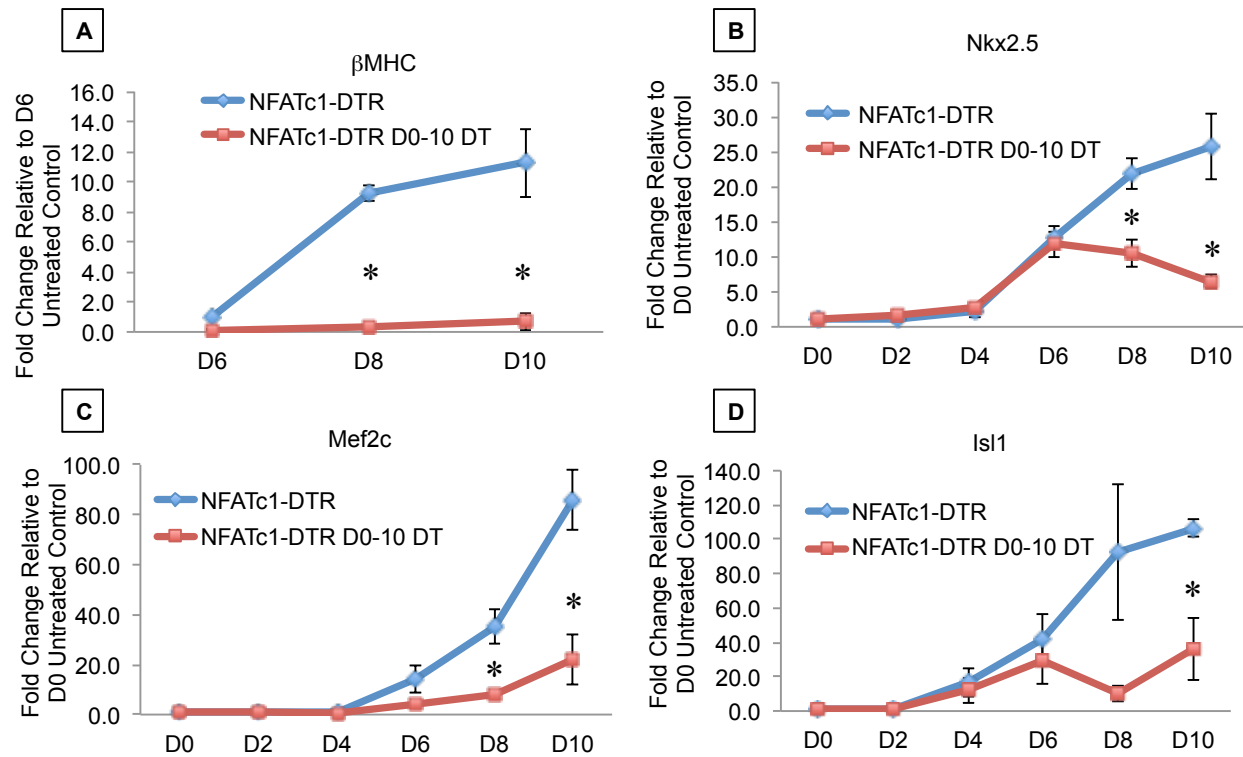 A
βMHC
Fold Change Relative to D6
Untreated Control
16.0
14.0
12.0
10.0
8.0
6.0
4.0
2.0
0.0
NFATc1-DTR
NFATc1-DTR D0-10 DT
*
*
D6
D8
D10
B
Nkx2.5
Fold Change Relative to
D0 Untreated Control
35.0
30.0
25.0
20.0
15.0
10.0
5.0
0.0
NFATc1-DTR
NFATc1-DTR D0-10 DT
*
*
D0
D2
D4
D6
D8
D10
C
Mef2c
Fold Change Relative to
D0 Untreated Control
100.0
80.0
60.0
40.0
20.0
0.0
NFATc1-DTR
NFATc1-DTR D0-10 DT
*
*
D0
D2
D4
D6
D8
D10
D
Isl1
Fold Change Relative to
D0 Untreated Control
140.0
120.0
100.0
80.0
60.0
40.0
20.0
0.0
NFATc1-DTR
NFATc1-DTR D0-10 DT
*
D0
D2
D4
D6
D8
D10